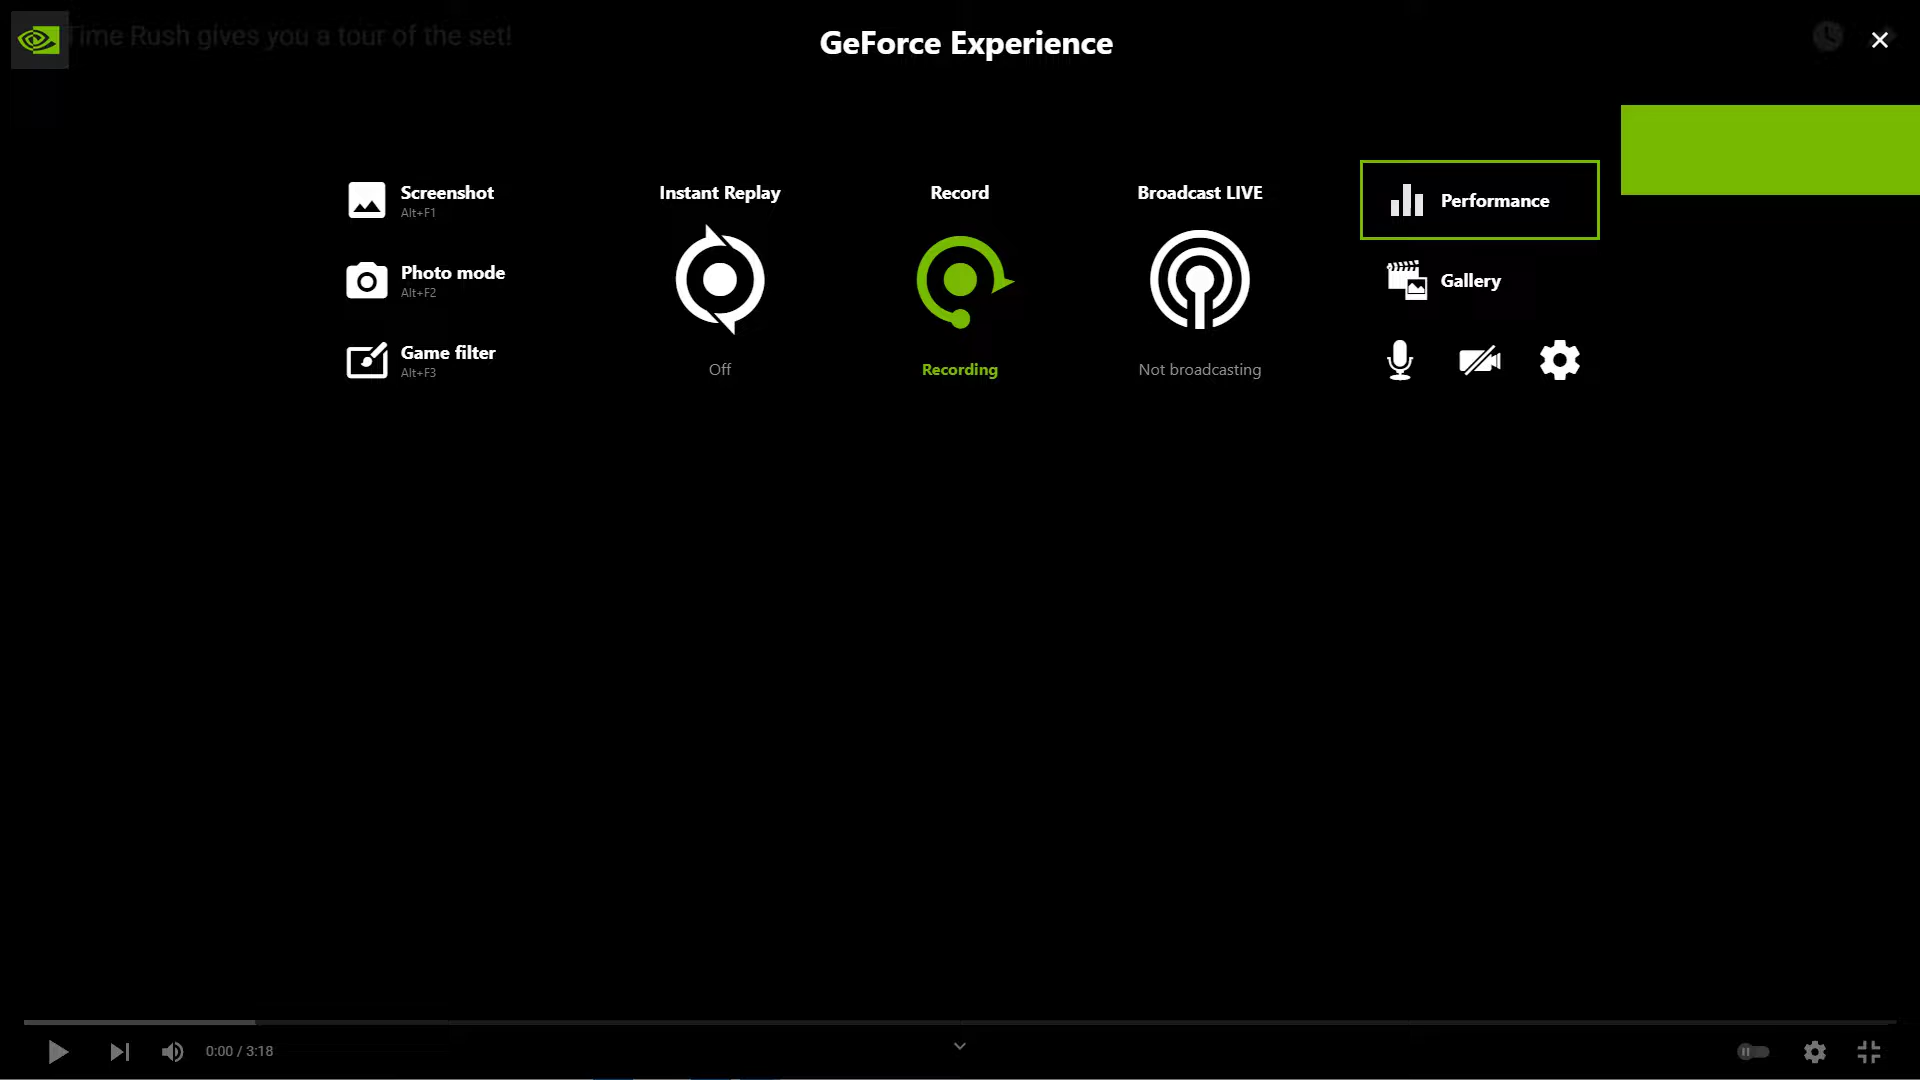 Time Rush gives you a tour of the set!
GeForce Experience
Screenshot
Alt+F1
Photo mode
Alt+F2
Game filter
Alt+F3
Instant Replay
Off
Record
Recording
Broadcast LIVE
Not broadcasting
Performance
Gallery
0:00 / 3:18